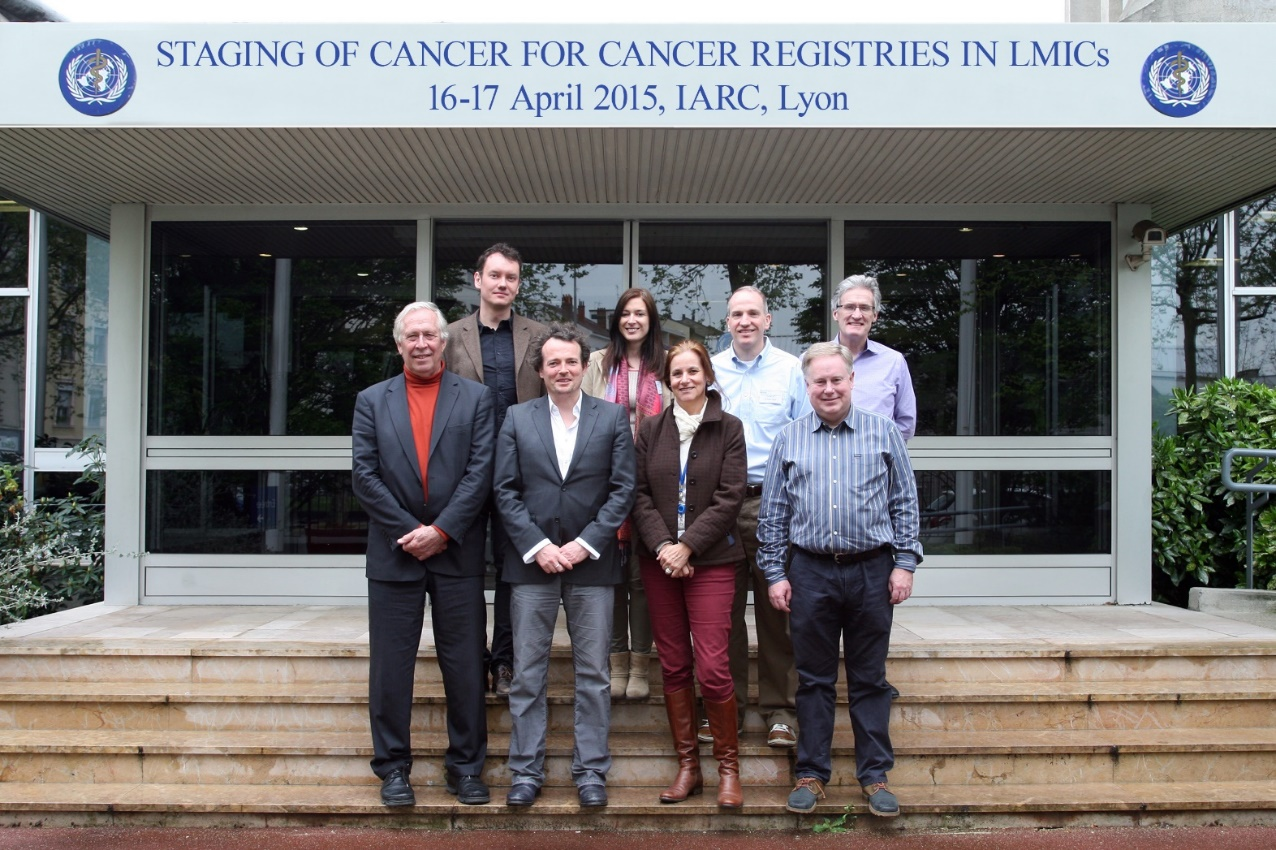 STAGING OF CANCER FOR CANCER REGISTRIES IN LMICs
16-17 April 2015, IARC, Lyon